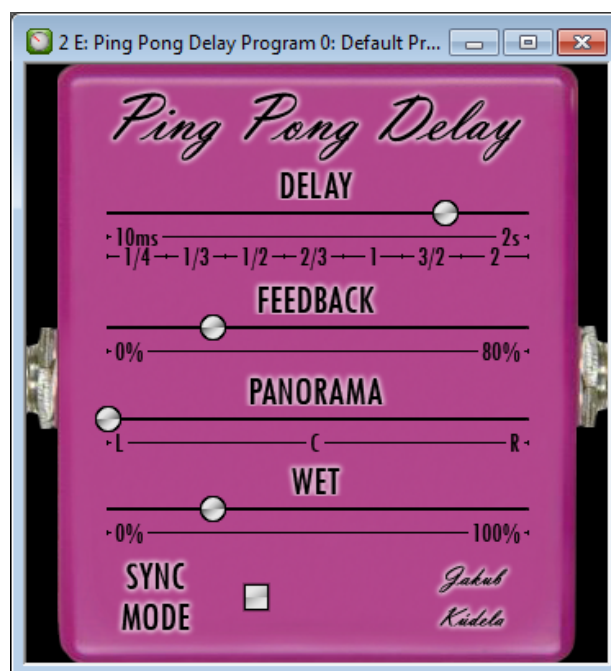 2 E: Ping Pong Delay Program 0: Default Pr...
Ping Pong Delay
DELAY
10ms 2s
1/4 1/3 1/2 2/3 1 3/2 2
FEEDBACK
0% 80%
PANORAMA
L C R
WET
0% 100%
SYNC
MODE
Jakub
Kúdela